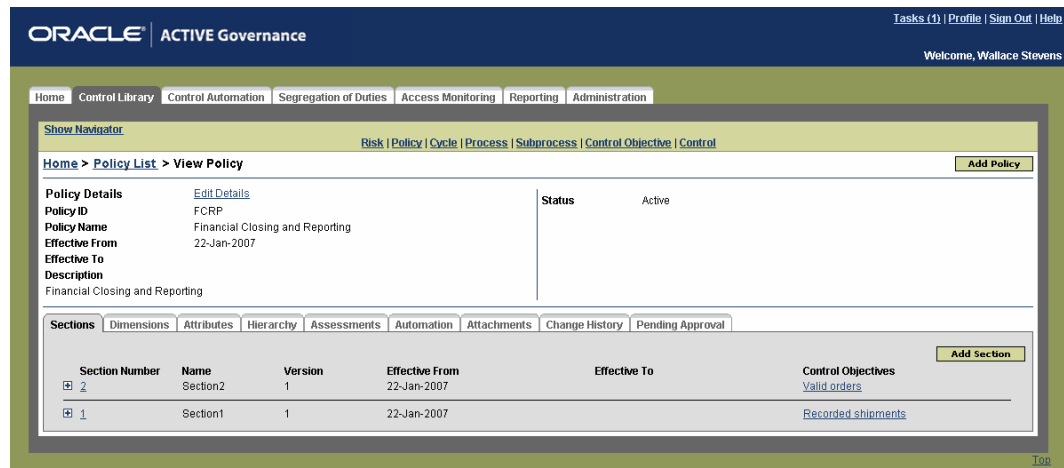 Tasks (1) | Profile | Sign Out | Help
ORACLE® | ACTIVE Governance
Welcome, Wallace Stevens
Home Control Library Control Automation Segregation of Duties Access Monitoring Reporting Administration
Show Navigator
Risk | Policy | Cycle | Process | Subprocess | Control Objective | Control
Home > Policy List > View Policy Add Policy
Policy Details Edit Details
Status Active
Policy ID FCRP
Policy Name Financial Closing and Reporting
Effective From 22-Jan-2007
Effective To
Description
Financial Closing and Reporting
Sections Dimensions Attributes Hierarchy Assessments Automation Attachments Change History Pending Approval
Add Section
Section Number Name Version Effective From Effective To Control Objectives
2 Section2 1 22-Jan-2007 Valid orders
1 Section1 1 22-Jan-2007 Recorded shipments
Top